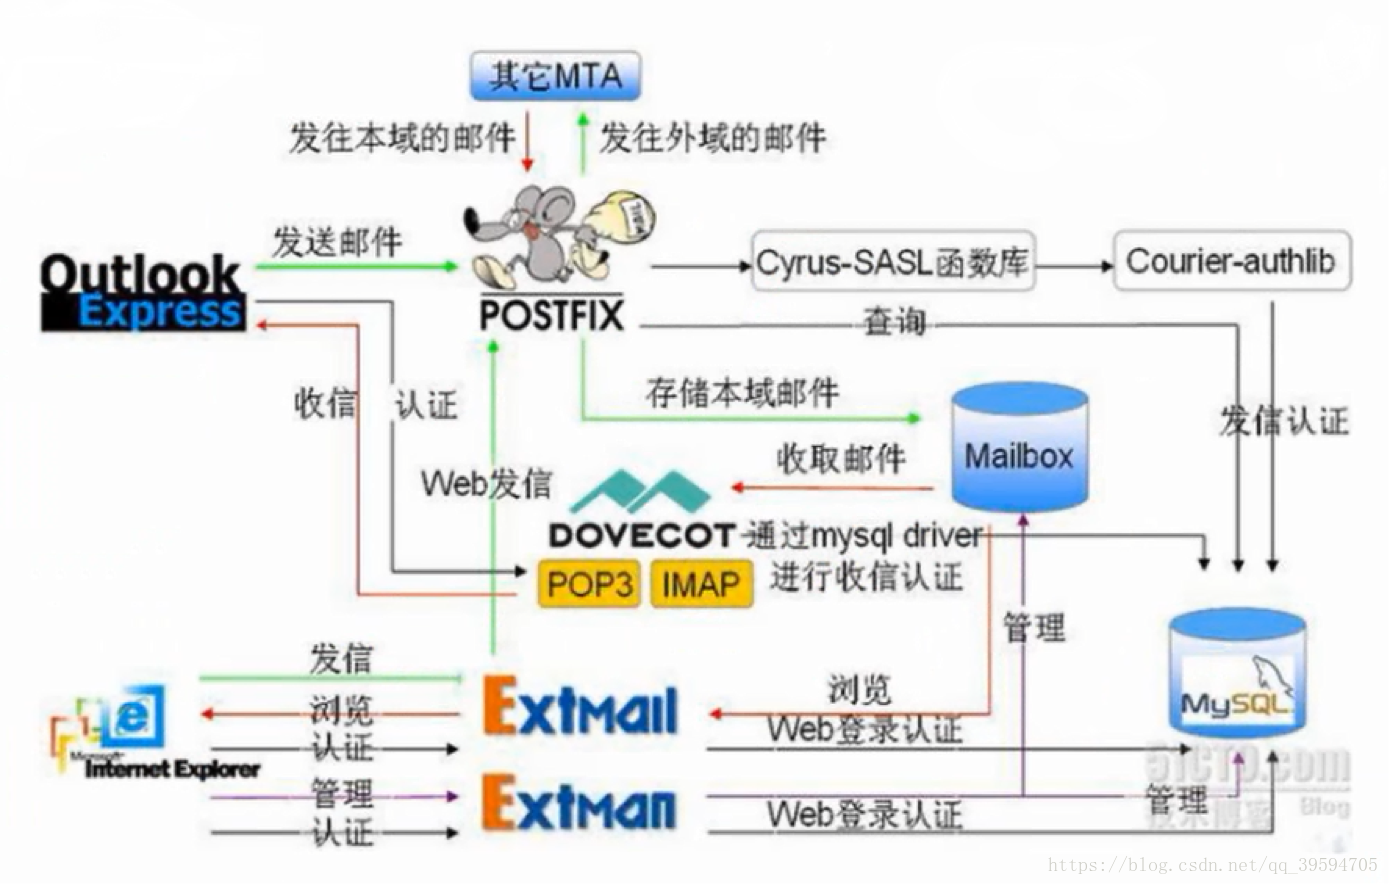 其它MTA
发往本域的邮件
发往外域的邮件
MAIL
发送邮件
Outlook
Express
POSTFIX
Cyrus-SASL函数库
Courier-authlib
查询
收信
认证
存储本域邮件
发信认证
Mailbox
收取邮件
Web发信
DOVECOT
通过mysql driver
POP3
IMAP
进行收信认证
管理
MySQL
发信
浏览
认证
Microsoft
Internet Explorer
管理
认证
Extmail
浏览
Web登录认证
Extman
Web登录认证
管理
51CTO.com
技术博客
Blog
https://blog.csdn.net/qq_39594705